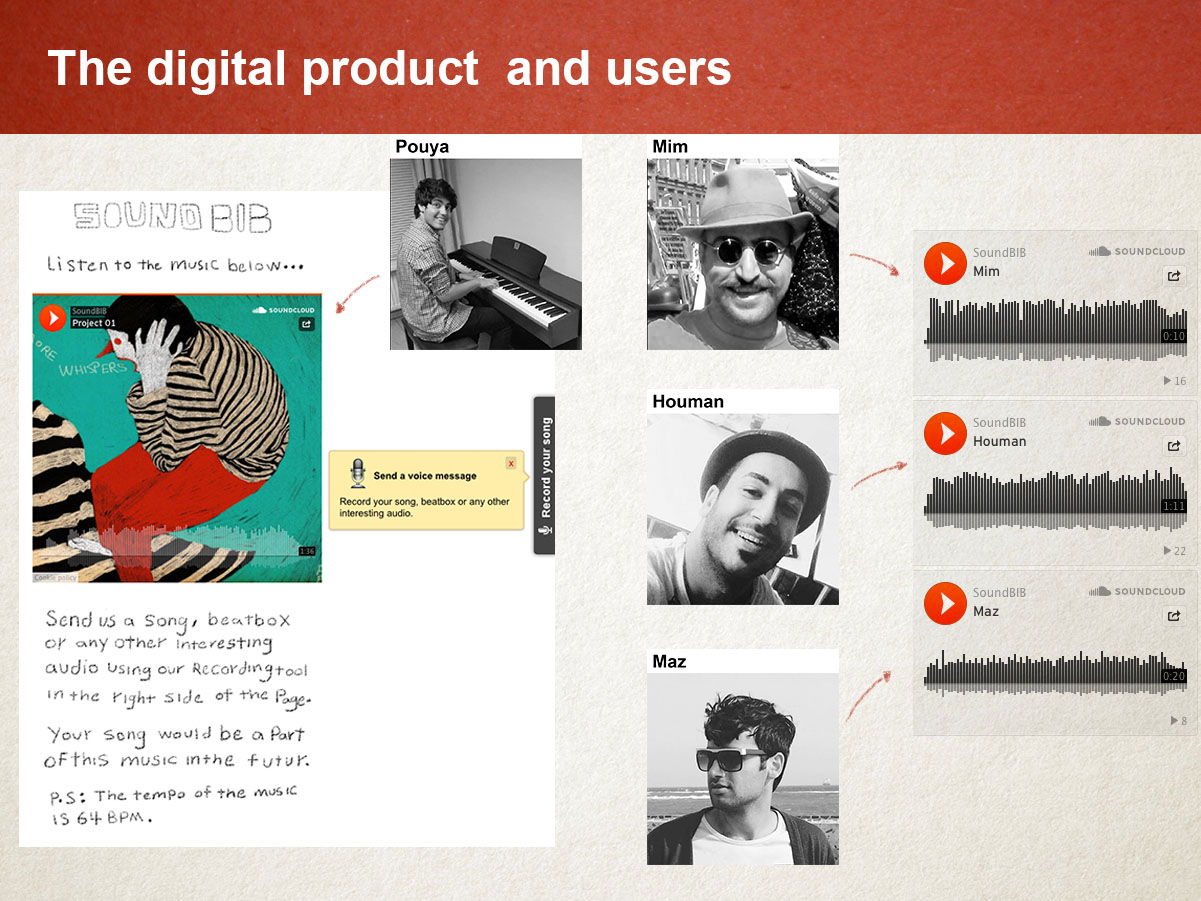 The digital product  and users
Pouya
SOUND BIB
Listen to the music below...
SoundBIB
Project 01
SOUNDCLOUD
ORE
WHISPERS
1:36
Cookie policy
Send a voice message
x
Record your song, beatbox or any other
interesting audio.
Record your song
Send us a song, beatbox
or any other interesting
audio using our Recording tool
in the right side of the Page.
Your song would be a Part
of this music in the futur.
P.S: The tempo of the music
is 64 BPM.
Mim
Houman
Maz
SoundBIB
Mim
SOUNDCLOUD
0:10
16
SoundBIB
Houman
SOUNDCLOUD
1:11
22
SoundBIB
Maz
SOUNDCLOUD
0:20
8